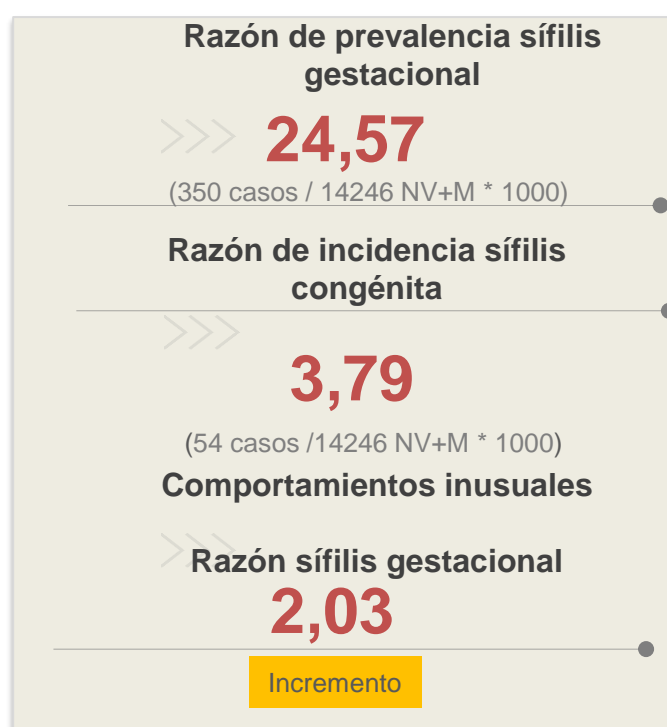 Razón de prevalencia sífilis
gestacional
24,57
(350 casos / 14246 NV+M * 1000)
Razón de incidencia sífilis
congénita
3,79
(54 casos /14246 NV+M * 1000)
Comportamientos inusuales
Razón sífilis gestacional
2,03
Incremento